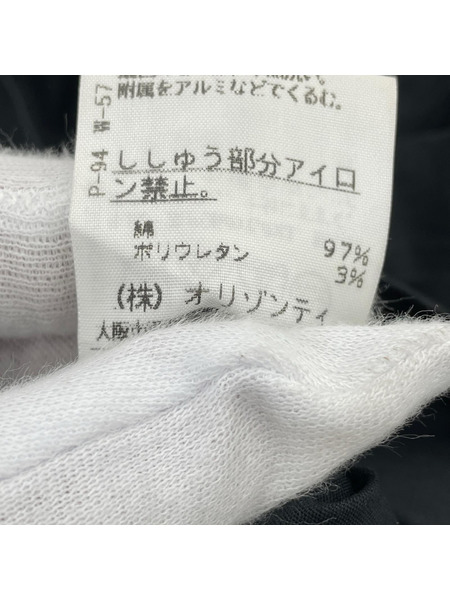 附属をアルミなどでくるむ。
P-94 W-57
ししゅう部分アイロ
ン禁止。
綿 97%
ポリウレタン 3%
(株) オリゾンティ
大阪